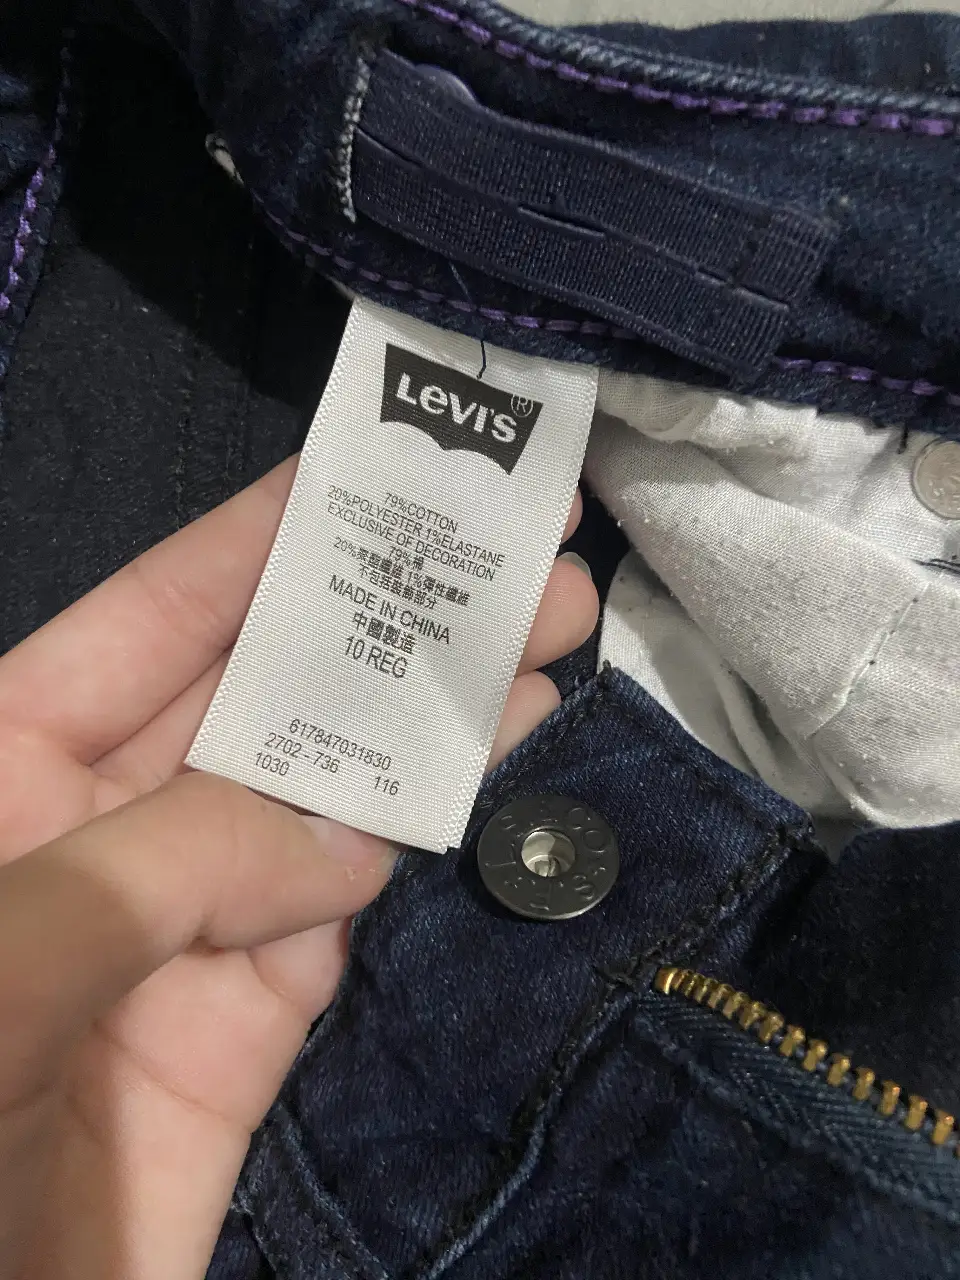 LEVI'S®
79%COTTON
20%POLYESTER 1%ELASTANE
EXCLUSIVE OF DECORATION
79%棉
20%聚酯纖維 1%彈性纖維
不包括裝飾部分
MADE IN CHINA
中國製造
10 REG
617847031830
2702-736 116
1030